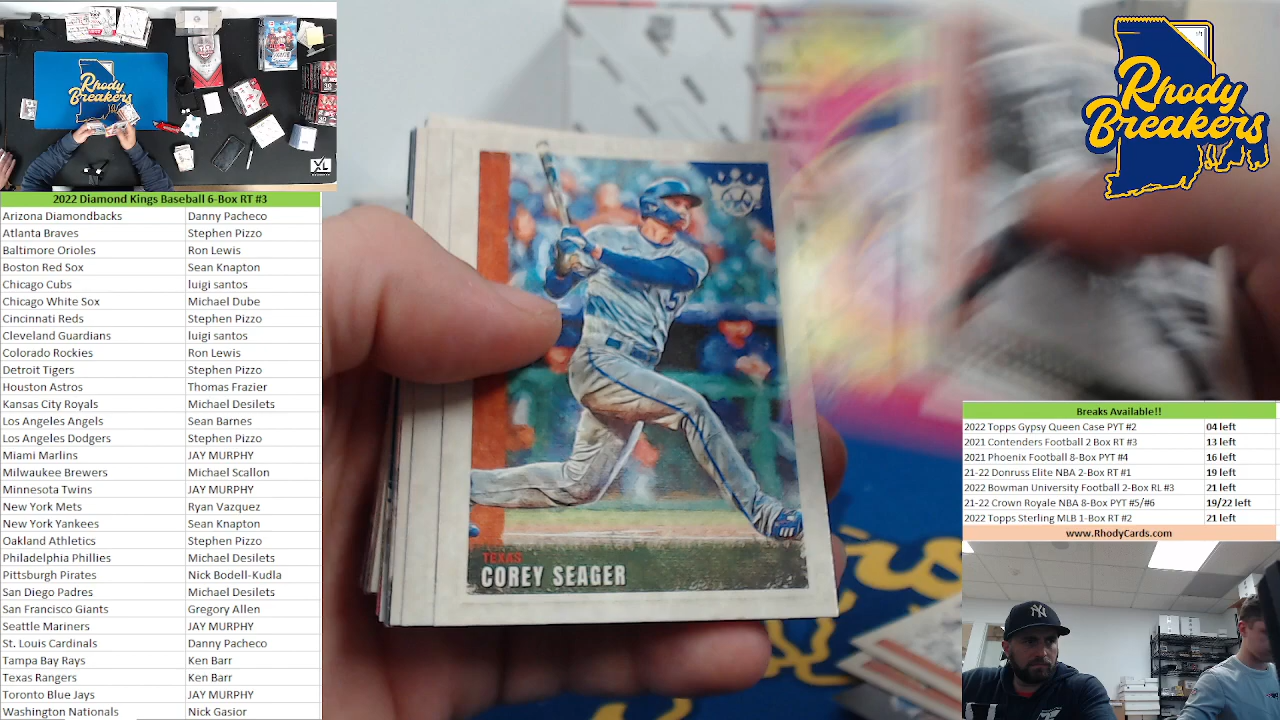 Rhody
Breakers
XL
2022 Diamond Kings Baseball 6-Box RT #3
Arizona Diamondbacks Danny Pacheco
Atlanta Braves Stephen Pizzo
Baltimore Orioles Ron Lewis
Boston Red Sox Sean Knapton
Chicago Cubs luigi santos
Chicago White Sox Michael Dube
Cincinnati Reds Stephen Pizzo
Cleveland Guardians luigi santos
Colorado Rockies Ron Lewis
Detroit Tigers Stephen Pizzo
Houston Astros Thomas Frazier
Kansas City Royals Michael Desilets
Los Angeles Angels Sean Barnes
Los Angeles Dodgers Stephen Pizzo
Miami Marlins JAY MURPHY
Milwaukee Brewers Michael Scallon
Minnesota Twins JAY MURPHY
New York Mets Ryan Vazquez
New York Yankees Sean Knapton
Oakland Athletics Stephen Pizzo
Philadelphia Phillies Michael Desilets
Pittsburgh Pirates Nick Bodell-Kudla
San Diego Padres Michael Desilets
San Francisco Giants Gregory Allen
Seattle Mariners JAY MURPHY
St. Louis Cardinals Danny Pacheco
Tampa Bay Rays Ken Barr
Texas Rangers Ken Barr
Toronto Blue Jays JAY MURPHY
Washington Nationals Nick Gasior
5
TEXAS
COREY SEAGER
Rhody
Breakers
Breaks Available!!
2022 Topps Gypsy Queen Case PYT #2 04 left
2021 Contenders Football 2 Box RT #3 13 left
2021 Phoenix Football 8-Box PYT #4 16 left
21-22 Donruss Elite NBA 2-Box RT #1 19 left
2022 Bowman University Football 2-Box RL #3 21 left
21-22 Crown Royale NBA 8-Box PYT #5/#6 19/22 left
2022 Topps Sterling MLB 1-Box RT #2 21 left
www.RhodyCards.com
NY